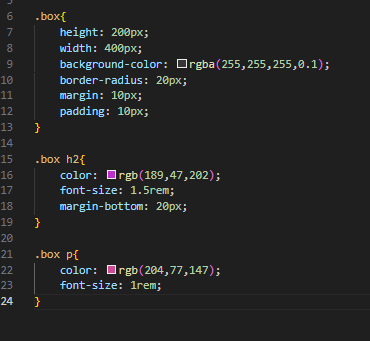 6 .box{
7     height: 200px;
8     width: 400px;
9     background-color: rgba(255,255,255,0.1);
10     border-radius: 20px;
11     margin: 10px;
12     padding: 10px;
13 }
14
15 .box h2{
16     color: rgb(189,47,202);
17     font-size: 1.5rem;
18     margin-bottom: 20px;
19 }
20
21 .box p{
22     color: rgb(204,77,147);
23     font-size: 1rem;
24 }